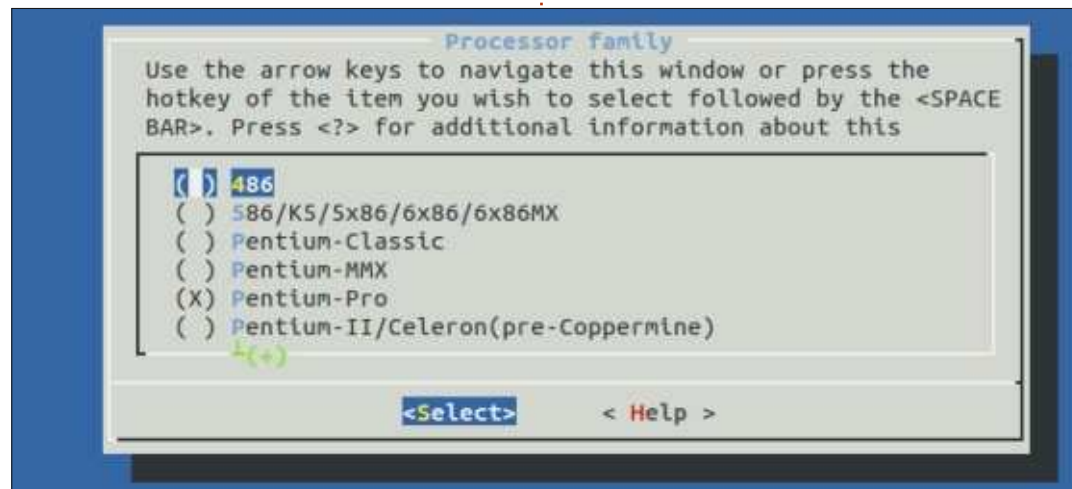 Processor family
Use the arrow keys to navigate this window or press the
hotkey of the item you wish to select followed by the <SPACE
BAR>. Press <?> for additional information about this
( ) 486
( ) 586/K5/5x86/6x86/6x86MX
( ) Pentium-Classic
( ) Pentium-MMX
(X) Pentium-Pro
( ) Pentium-II/Celeron(pre-Coppermine)
┴(+)
<Select> < Help >